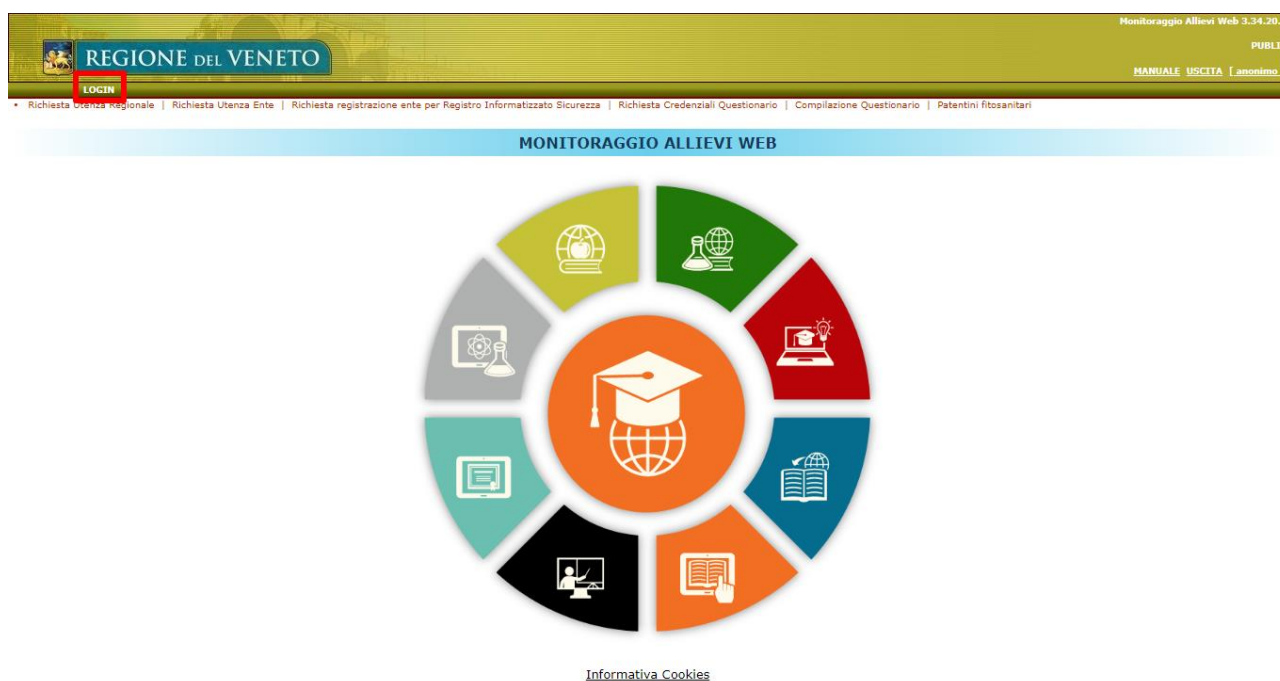 Monitoraggio Allievi Web 3.34.20.
PUBLI
REGIONE DEL VENETO
MANUALE USCITA [ anonimo
LOGIN
• Richiesta Utenza Regionale | Richiesta Utenza Ente | Richiesta registrazione ente per Registro Informatizzato Sicurezza | Richiesta Credenziali Questionario | Compilazione Questionario | Patentini fitosanitari
MONITORAGGIO ALLIEVI WEB
Informativa Cookies